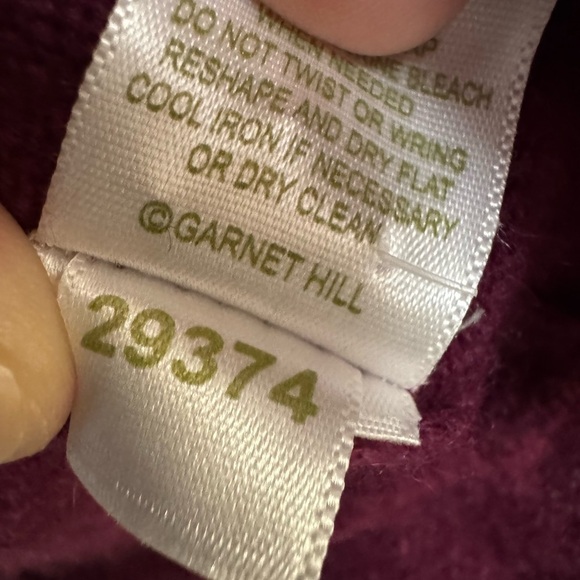 WHEN NEEDED BLEACH
DO NOT TWIST OR WRING
RESHAPE AND DRY FLAT
COOL IRON IF NECESSARY
OR DRY CLEAN
©GARNET HILL
29374